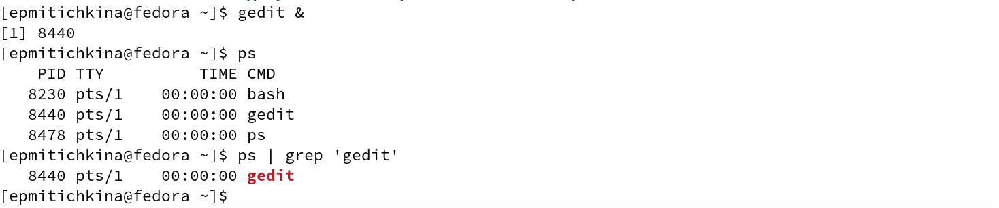 [epmitichkina@fedora ~]$ gedit &
[1] 8440
[epmitichkina@fedora ~]$ ps
    PID TTY          TIME CMD
   8230 pts/1    00:00:00 bash
   8440 pts/1    00:00:00 gedit
   8478 pts/1    00:00:00 ps
[epmitichkina@fedora ~]$ ps | grep 'gedit'
   8440 pts/1    00:00:00 gedit
[epmitichkina@fedora ~]$